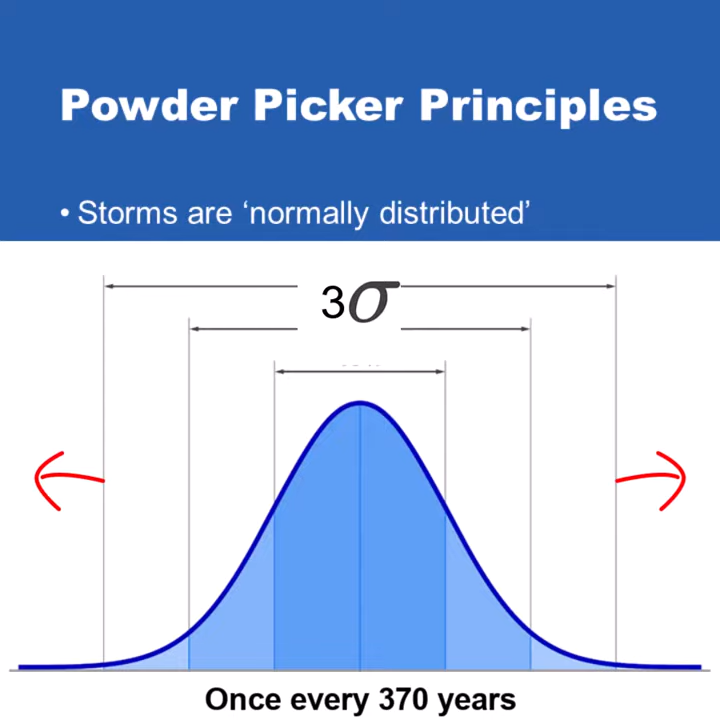 Powder Picker Principles
• Storms are ‘normally distributed’
3σ
Once every 370 years